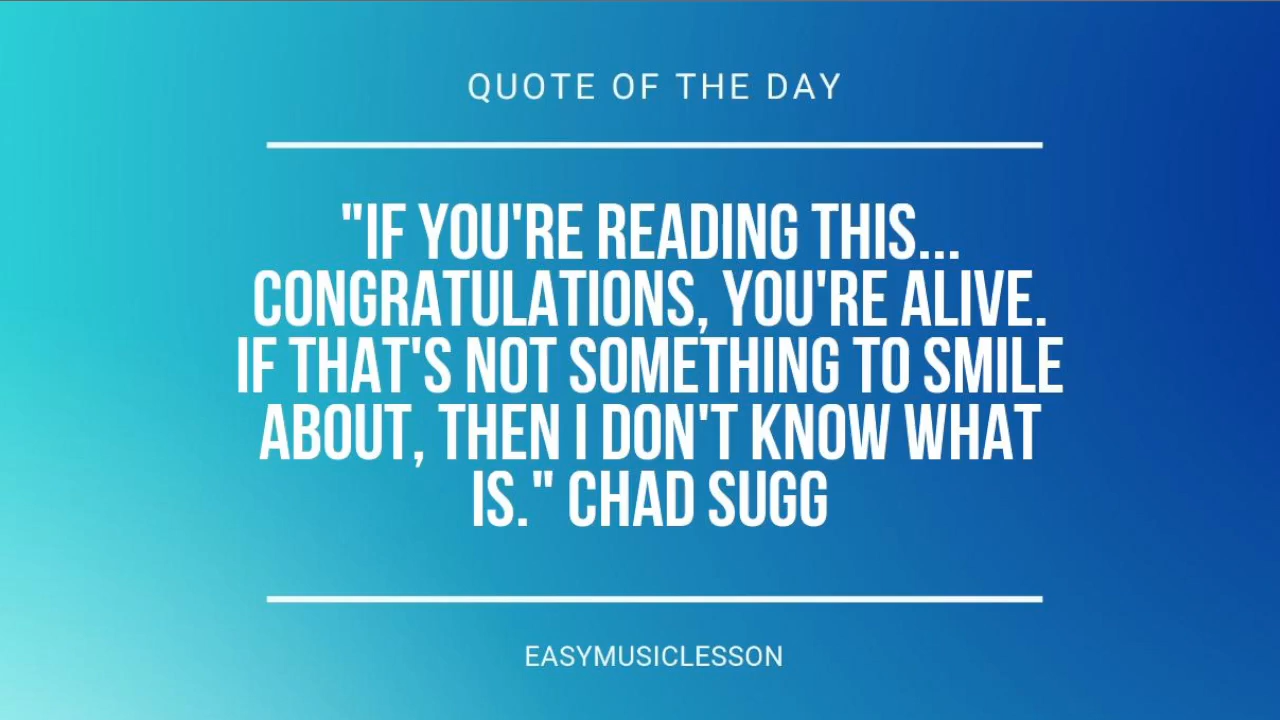 QUOTE OF THE DAY
"IF YOU'RE READING THIS...
CONGRATULATIONS, YOU'RE ALIVE.
IF THAT'S NOT SOMETHING TO SMILE
ABOUT, THEN I DON'T KNOW WHAT
IS." CHAD SUGG
EASYMUSICLESSON